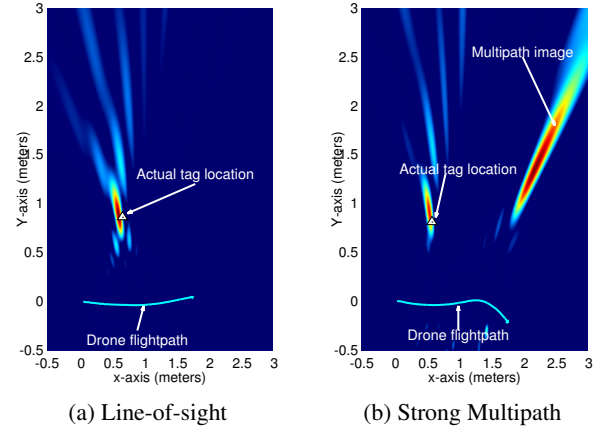 3
2.5
2
1.5
1
0.5
0
-0.5
Y-axis (meters)
Actual tag location
Drone flightpath
-0.5 0 0.5 1 1.5 2 2.5 3
x-axis (meters)
(a) Line-of-sight
3
2.5
2
1.5
1
0.5
0
-0.5
Y-axis (meters)
Multipath image
Actual tag location
Drone flightpath
-0.5 0 0.5 1 1.5 2 2.5 3
x-axis (meters)
(b) Strong Multipath